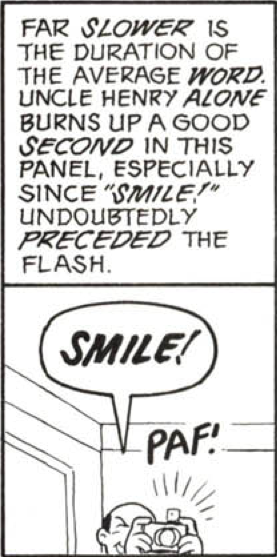 FAR SLOWER IS
THE DURATION OF
THE AVERAGE WORD.
UNCLE HENRY ALONE
BURNS UP A GOOD
SECOND IN THIS
PANEL, ESPECIALLY
SINCE "SMILE!"
UNDOUBTEDLY
PRECEDED THE
FLASH.
SMILE!
PAF!